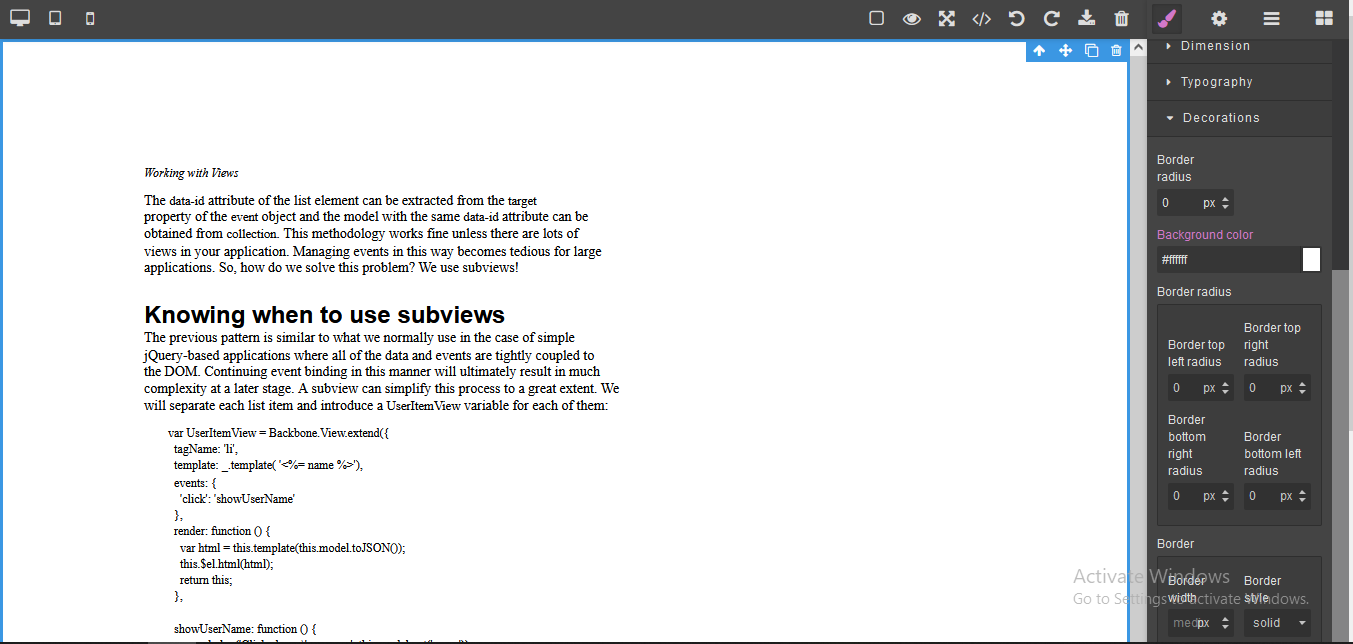 Working with Views
The data-id attribute of the list element can be extracted from the target
property of the event object and the model with the same data-id attribute can be
obtained from collection. This methodology works fine unless there are lots of
views in your application. Managing events in this way becomes tedious for large
applications. So, how do we solve this problem? We use subviews!
Knowing when to use subviews
The previous pattern is similar to what we normally use in the case of simple
jQuery-based applications where all of the data and events are tightly coupled to
the DOM. Continuing event binding in this manner will ultimately result in much
complexity at a later stage. A subview can simplify this process to a great extent. We
will separate each list item and introduce a UserItemView variable for each of them:
var UserItemView = Backbone.View.extend({
tagName: 'li',
template: _.template( '<%= name %>'),
events: {
'click': 'showUserName'
},
render: function () {
var html = this.template(this.model.toJSON());
this.$el.html(html);
return this;
},
showUserName: function () {
Dimension
Typography
Decorations
Border
radius
0 px
Background color
#ffffff
Border radius
Border top
left radius
0 px
Border top
right
radius
0 px
Border
bottom
right
radius
0 px
Border
bottom left
radius
0 px
Border
Border
width
medpx
Border
style
solid
Activate Windows
Go to Settings to activate Windows.